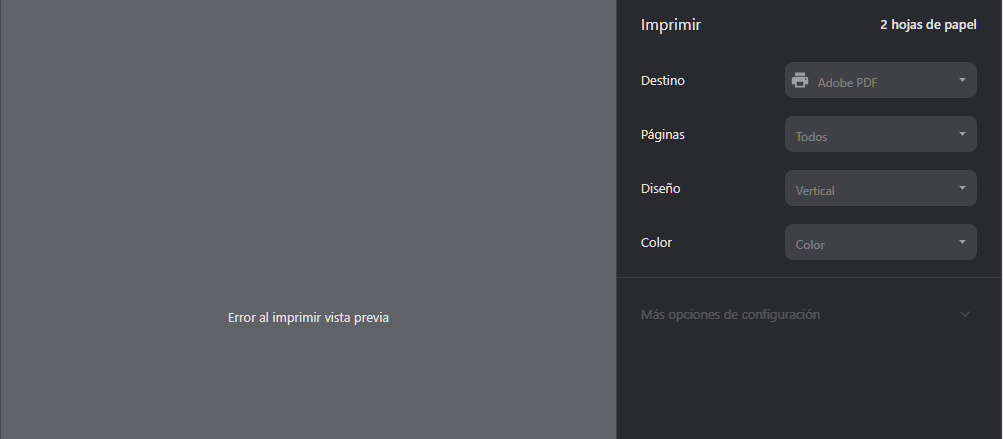 Imprimir
2 hojas de papel
Destino
Adobe PDF
Páginas
Todos
Diseño
Vertical
Color
Color
Error al imprimir vista previa
Más opciones de configuración